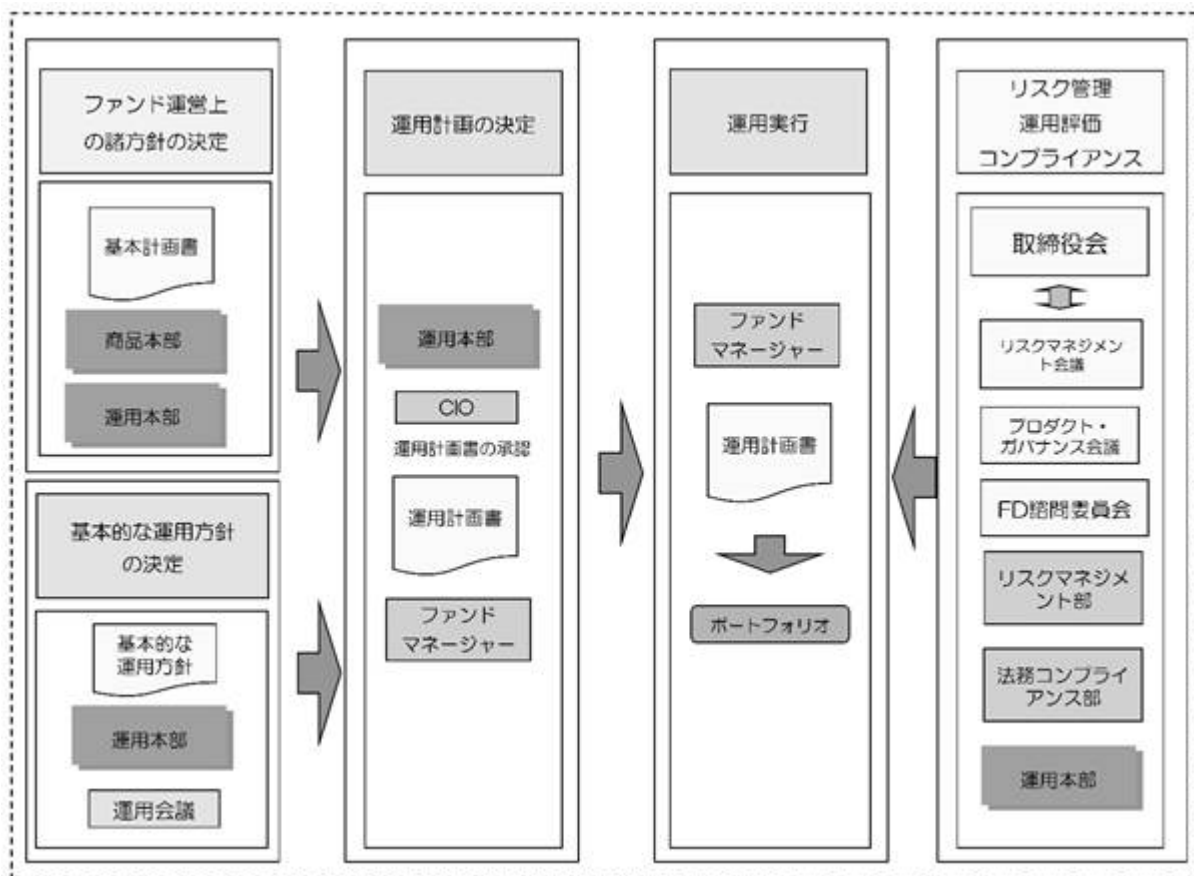 ファンド運営上
の諸方針の決定
基本計画書
商品本部
運用本部
基本的な運用方針
の決定
基本的な
運用方針
運用本部
運用会議
運用計画の決定
運用本部
CIO
運用計画書の承認
運用計画書
ファンド
マネージャー
運用実行
ファンド
マネージャー
運用計画書
ポートフォリオ
リスク管理
運用評価
コンプライアンス
取締役会
リスクマネジメン
ト会議
プロダクト・
ガバナンス会議
FD諮問委員会
リスクマネジメ
ント部
法務コンプライ
アンス部
運用本部